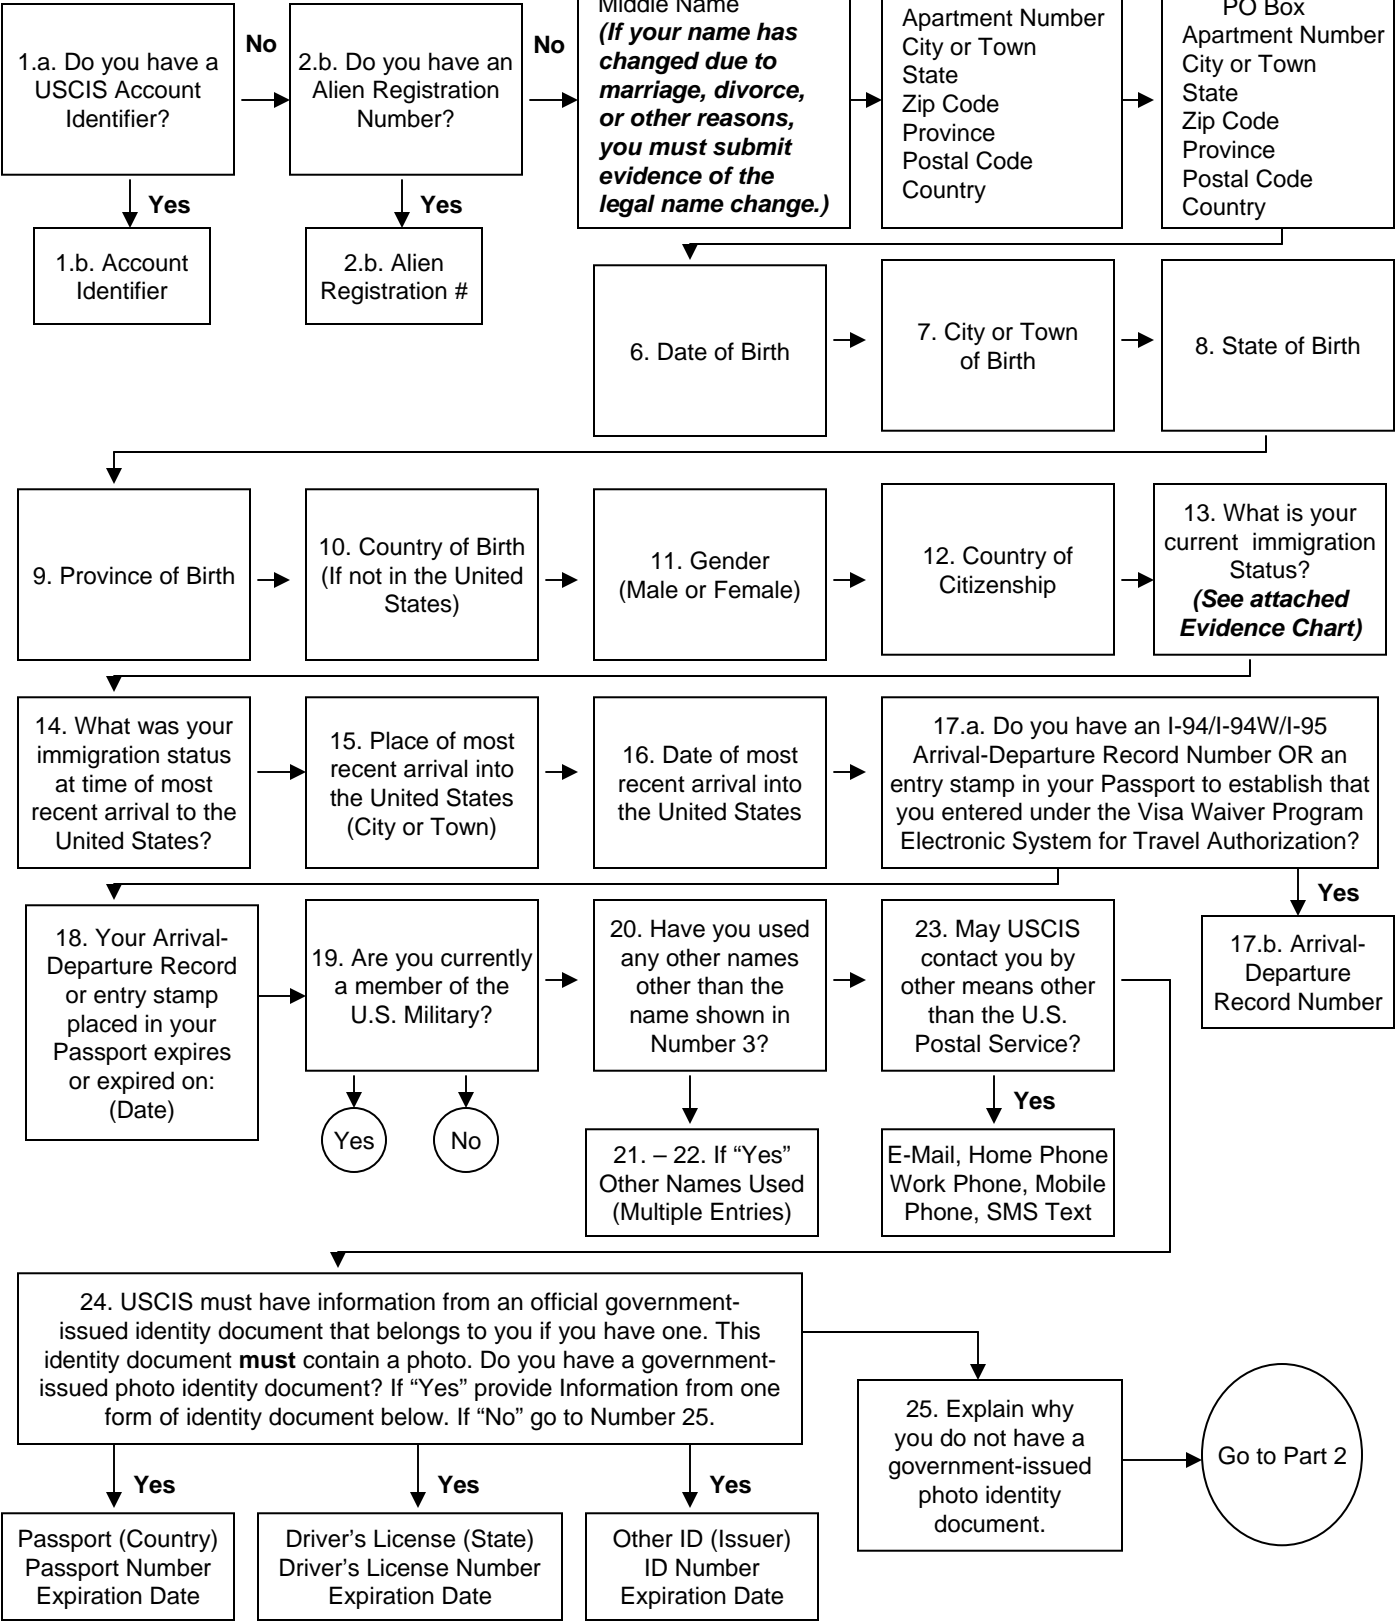 1.a. Do you have a
USCIS Account
Identifier?
No
2.b. Do you have an
Alien Registration
Number?
No
Middle Name
(If your name has
changed due to
marriage, divorce,
or other reasons,
you must submit
evidence of the
legal name change.)
Apartment Number
City or Town
State
Zip Code
Province
Postal Code
Country
PO Box
Apartment Number
City or Town
State
Zip Code
Province
Postal Code
Country
Yes
1.b. Account
Identifier
Yes
2.b. Alien
Registration #
6. Date of Birth
7. City or Town
of Birth
8. State of Birth
9. Province of Birth
10. Country of Birth
(If not in the United
States)
11. Gender
(Male or Female)
12. Country of
Citizenship
13. What is your
current immigration
Status?
(See attached
Evidence Chart)
14. What was your
immigration status
at time of most
recent arrival to the
United States?
15. Place of most
recent arrival into
the United States
(City or Town)
16. Date of most
recent arrival into
the United States
17.a. Do you have an I-94/I-94W/I-95
Arrival-Departure Record Number OR an
entry stamp in your Passport to establish that
you entered under the Visa Waiver Program
Electronic System for Travel Authorization?
Yes
17.b. Arrival-
Departure
Record Number
18. Your Arrival-
Departure Record
or entry stamp
placed in your
Passport expires
or expired on:
(Date)
19. Are you currently
a member of the
U.S. Military?
Yes
No
20. Have you used
any other names
other than the
name shown in
Number 3?
21. – 22. If “Yes”
Other Names Used
(Multiple Entries)
23. May USCIS
contact you by
other means other
than the U.S.
Postal Service?
Yes
E-Mail, Home Phone
Work Phone, Mobile
Phone, SMS Text
24. USCIS must have information from an official government-
issued identity document that belongs to you if you have one. This
identity document must contain a photo. Do you have a government-
issued photo identity document? If “Yes” provide Information from one
form of identity document below. If “No” go to Number 25.
Yes
Passport (Country)
Passport Number
Expiration Date
Yes
Driver’s License (State)
Driver’s License Number
Expiration Date
Yes
Other ID (Issuer)
ID Number
Expiration Date
25. Explain why
you do not have a
government-issued
photo identity
document.
Go to Part 2